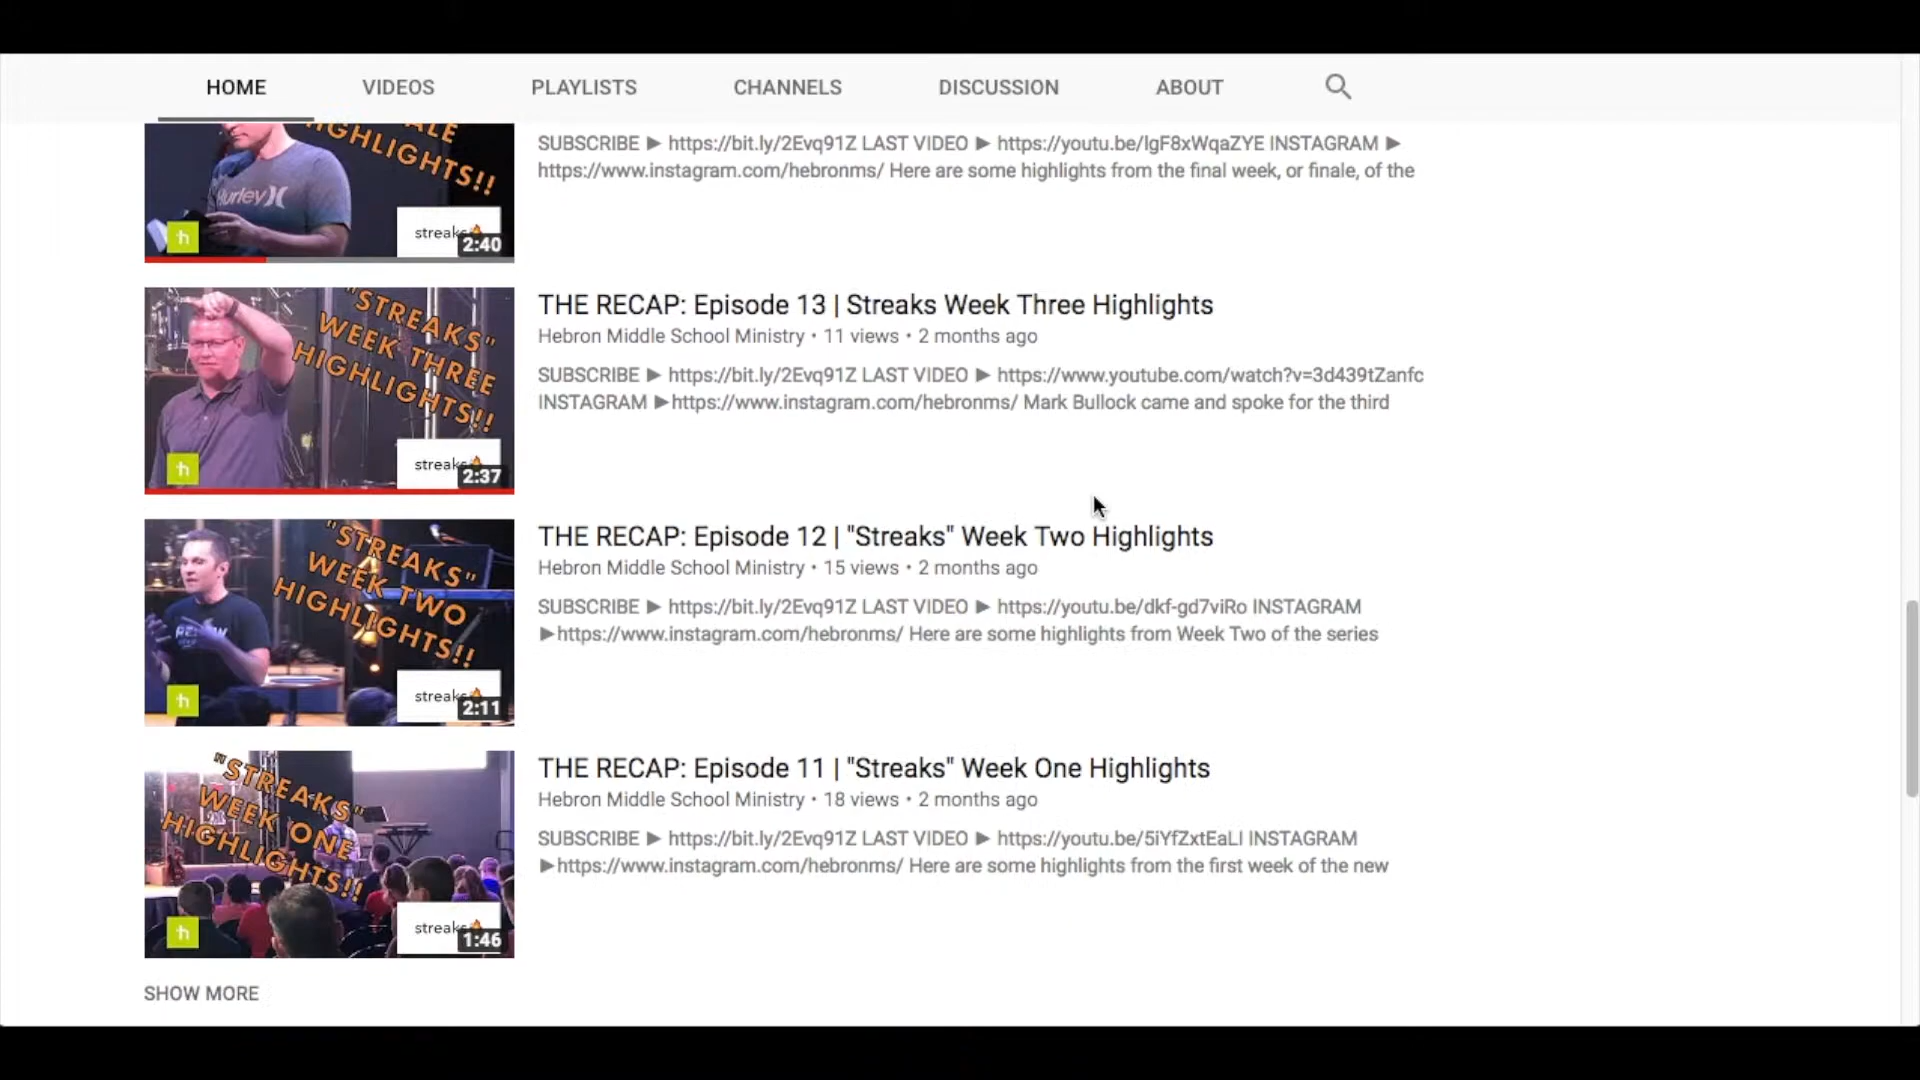 HOME VIDEOS PLAYLISTS CHANNELS DISCUSSION ABOUT
HIGHLIGHTS!!
Hurley
streaks
2:40
SUBSCRIBE ► https://bit.ly/2Evq91Z LAST VIDEO ► https://youtu.be/lgF8xWqaZYE INSTAGRAM ►
https://www.instagram.com/hebronms/ Here are some highlights from the final week, or finale, of the
"STREAKS"
WEEK THREE
HIGHLIGHTS!!
streaks
2:37
THE RECAP: Episode 13 | Streaks Week Three Highlights
Hebron Middle School Ministry • 11 views • 2 months ago
SUBSCRIBE ► https://bit.ly/2Evq91Z LAST VIDEO ► https://www.youtube.com/watch?v=3d439tZanfc
INSTAGRAM ►https://www.instagram.com/hebronms/ Mark Bullock came and spoke for the third
"STREAKS"
WEEK TWO
HIGHLIGHTS!!
streaks
2:11
THE RECAP: Episode 12 | "Streaks" Week Two Highlights
Hebron Middle School Ministry • 15 views • 2 months ago
SUBSCRIBE ► https://bit.ly/2Evq91Z LAST VIDEO ► https://youtu.be/dkf-gd7viRo INSTAGRAM
►https://www.instagram.com/hebronms/ Here are some highlights from Week Two of the series
"STREAKS"
WEEK ONE
HIGHLIGHTS!!
streaks
1:46
THE RECAP: Episode 11 | "Streaks" Week One Highlights
Hebron Middle School Ministry • 18 views • 2 months ago
SUBSCRIBE ► https://bit.ly/2Evq91Z LAST VIDEO ► https://youtu.be/5iYfZxtEaLI INSTAGRAM
►https://www.instagram.com/hebronms/ Here are some highlights from the first week of the new
SHOW MORE